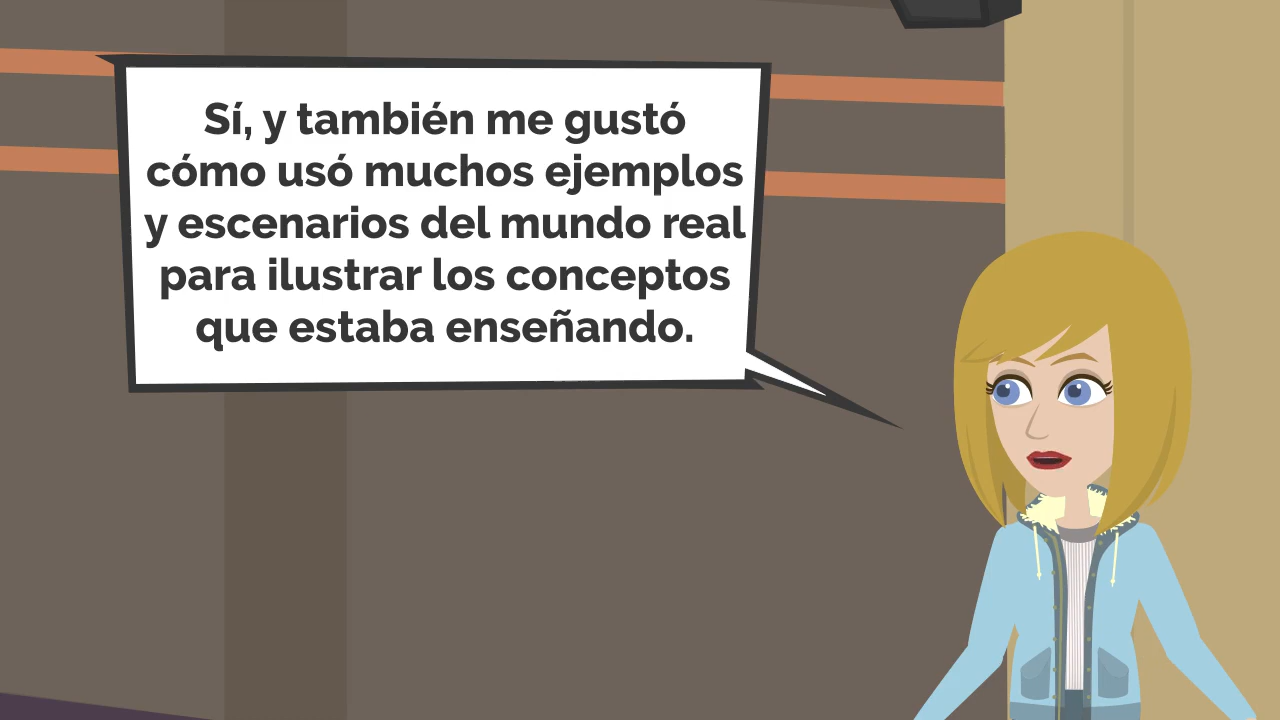 Sí, y también me gustó
cómo usó muchos ejemplos
y escenarios del mundo real
para ilustrar los conceptos
que estaba enseñando.